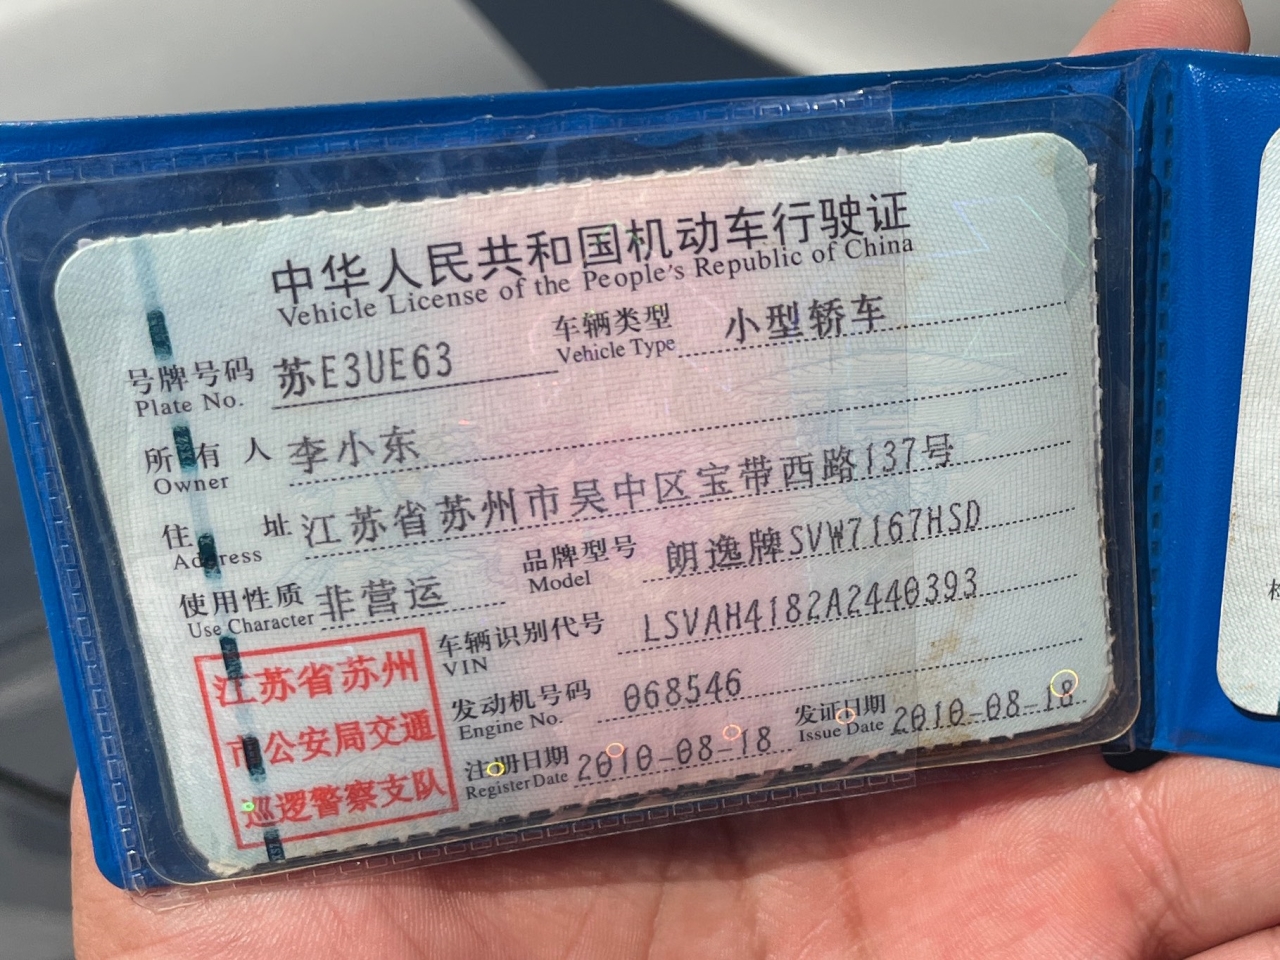 中华人民共和国机动车行驶证
Vehicle License of the People's Republic of China
号牌号码 苏E3UE63 车辆类型 小型轿车
Plate No. Vehicle Type
所有人 李小东
Owner
住址 江苏省苏州市吴中区宝带西路137号
Address
使用性质 非营运 品牌型号 朗逸牌SVW7167HSD
Use Character Model
车辆识别代号 LSVAH4182A2440393
VIN
发动机号码 068546
Engine No.
注册日期 2010-08-18 发证日期 2010-08-18
Register Date Issue Date
江苏省苏州
市公安局交通
巡逻警察支队